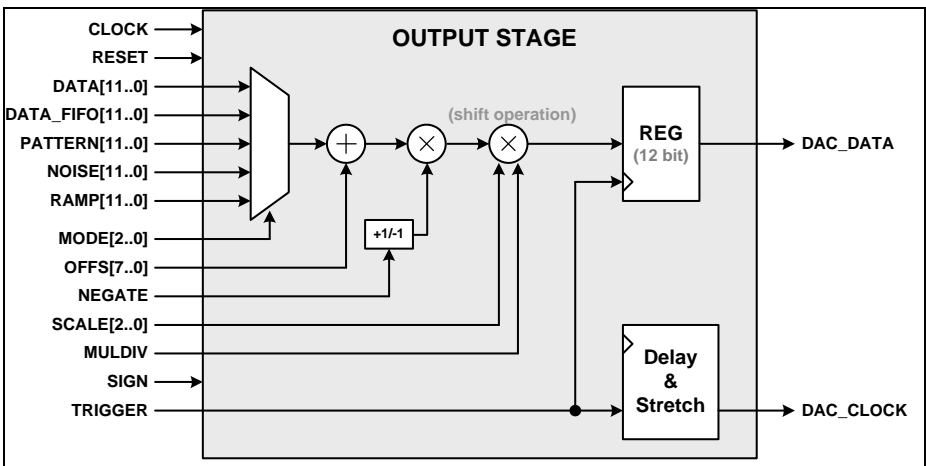 CLOCK
OUTPUT STAGE
RESET
DATA[11..0]
DATA_FIFO[11..0]
(shift operation)
PATTERN[11..0]
REG
(12 bit)
DAC_DATA
NOISE[11..0]
RAMP[11..0]
MODE[2..0]
+1/-1
OFFS[7..0]
NEGATE
SCALE[2..0]
MULDIV
Delay
&
Stretch
SIGN
TRIGGER
DAC_CLOCK